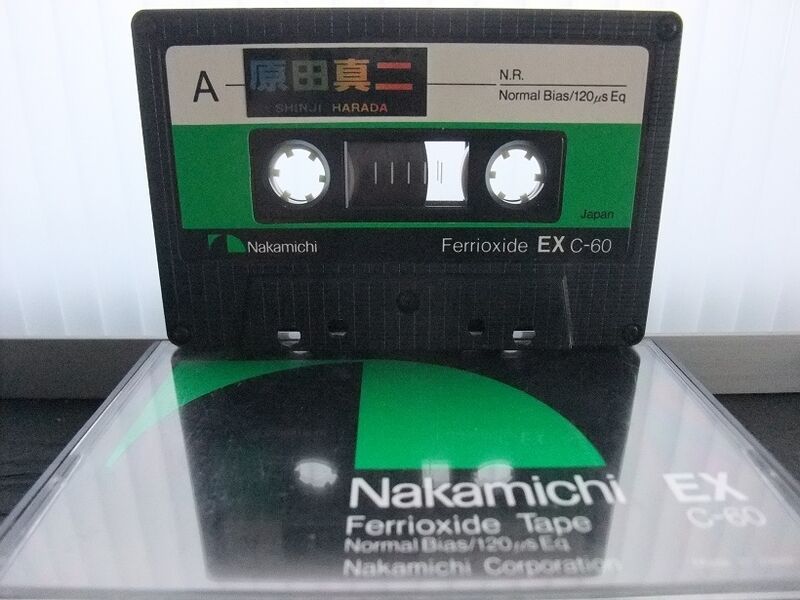 A
原田真二
SHINJI HARADA
N.R.
Normal Bias/120μs Eq
Japan
Nakamichi
Ferrioxide EX C-60
Nakamichi EX
Ferrioxide Tape C-60
Normal Bias/120μs Eq
Nakamichi Corporation